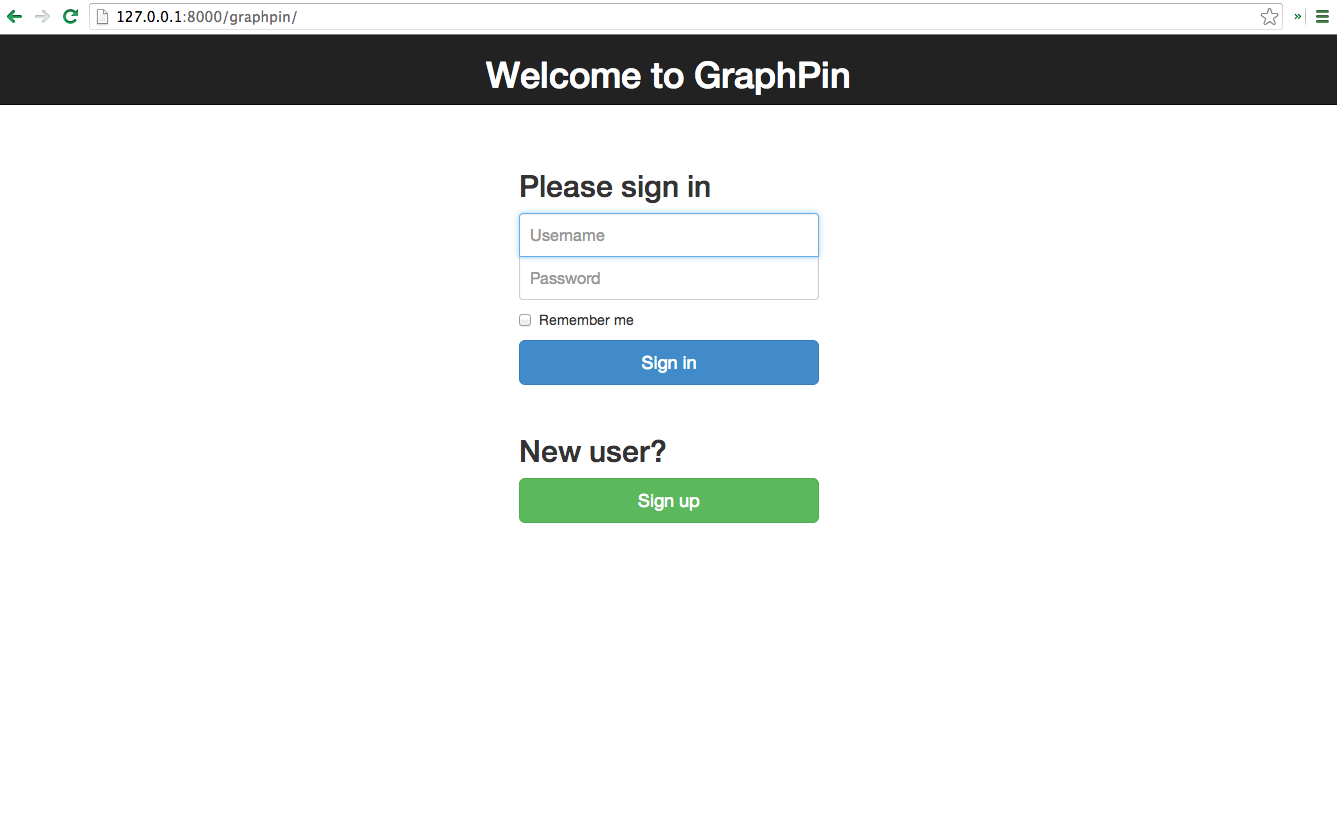 127.0.0.1:8000/graphpin/
Welcome to GraphPin
Please sign in
Username
Password
Remember me
Sign in
New user?
Sign up